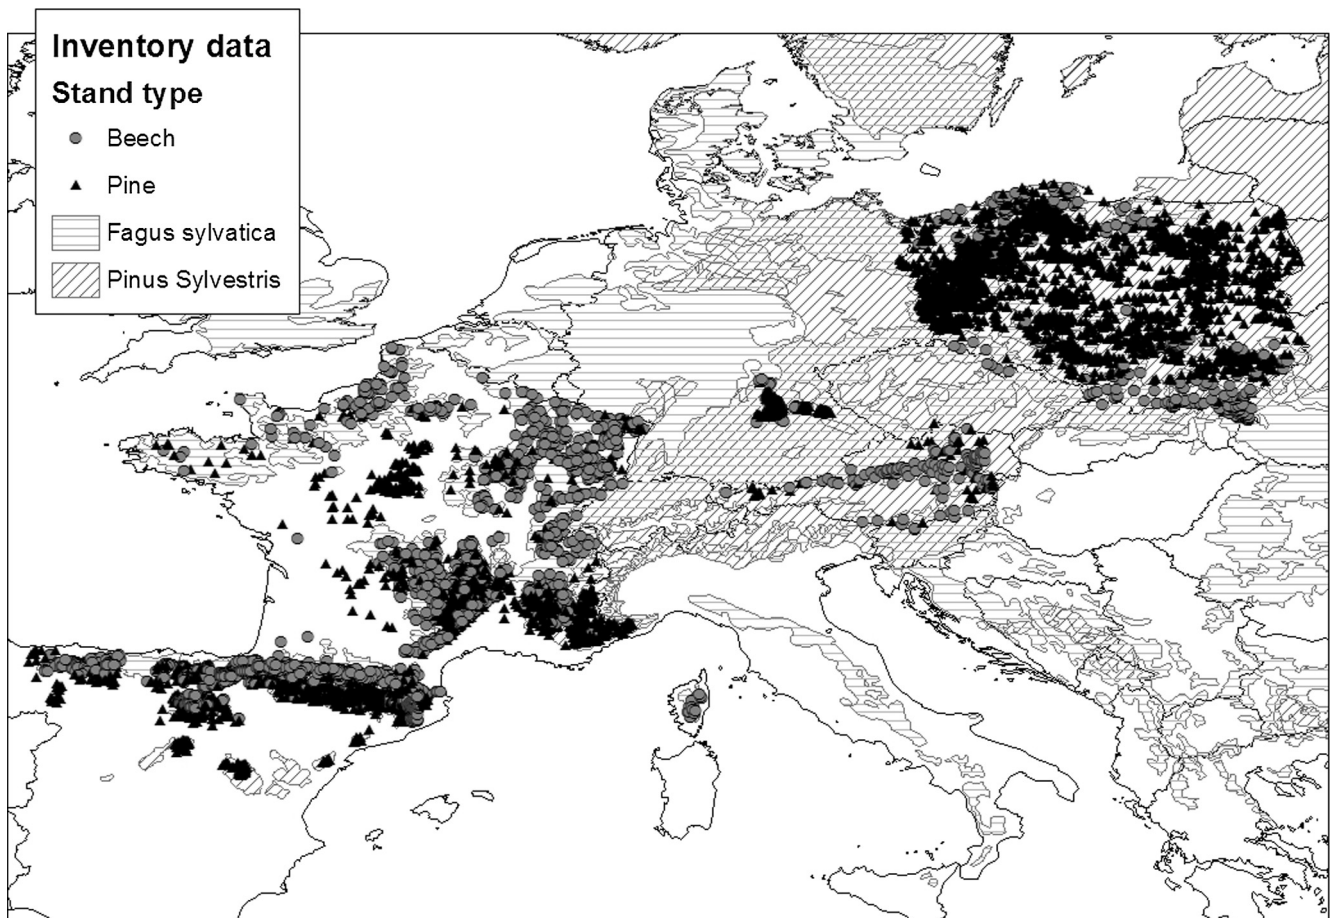 Inventory data
Stand type
Beech
Pine
Fagus sylvatica
Pinus Sylvestris